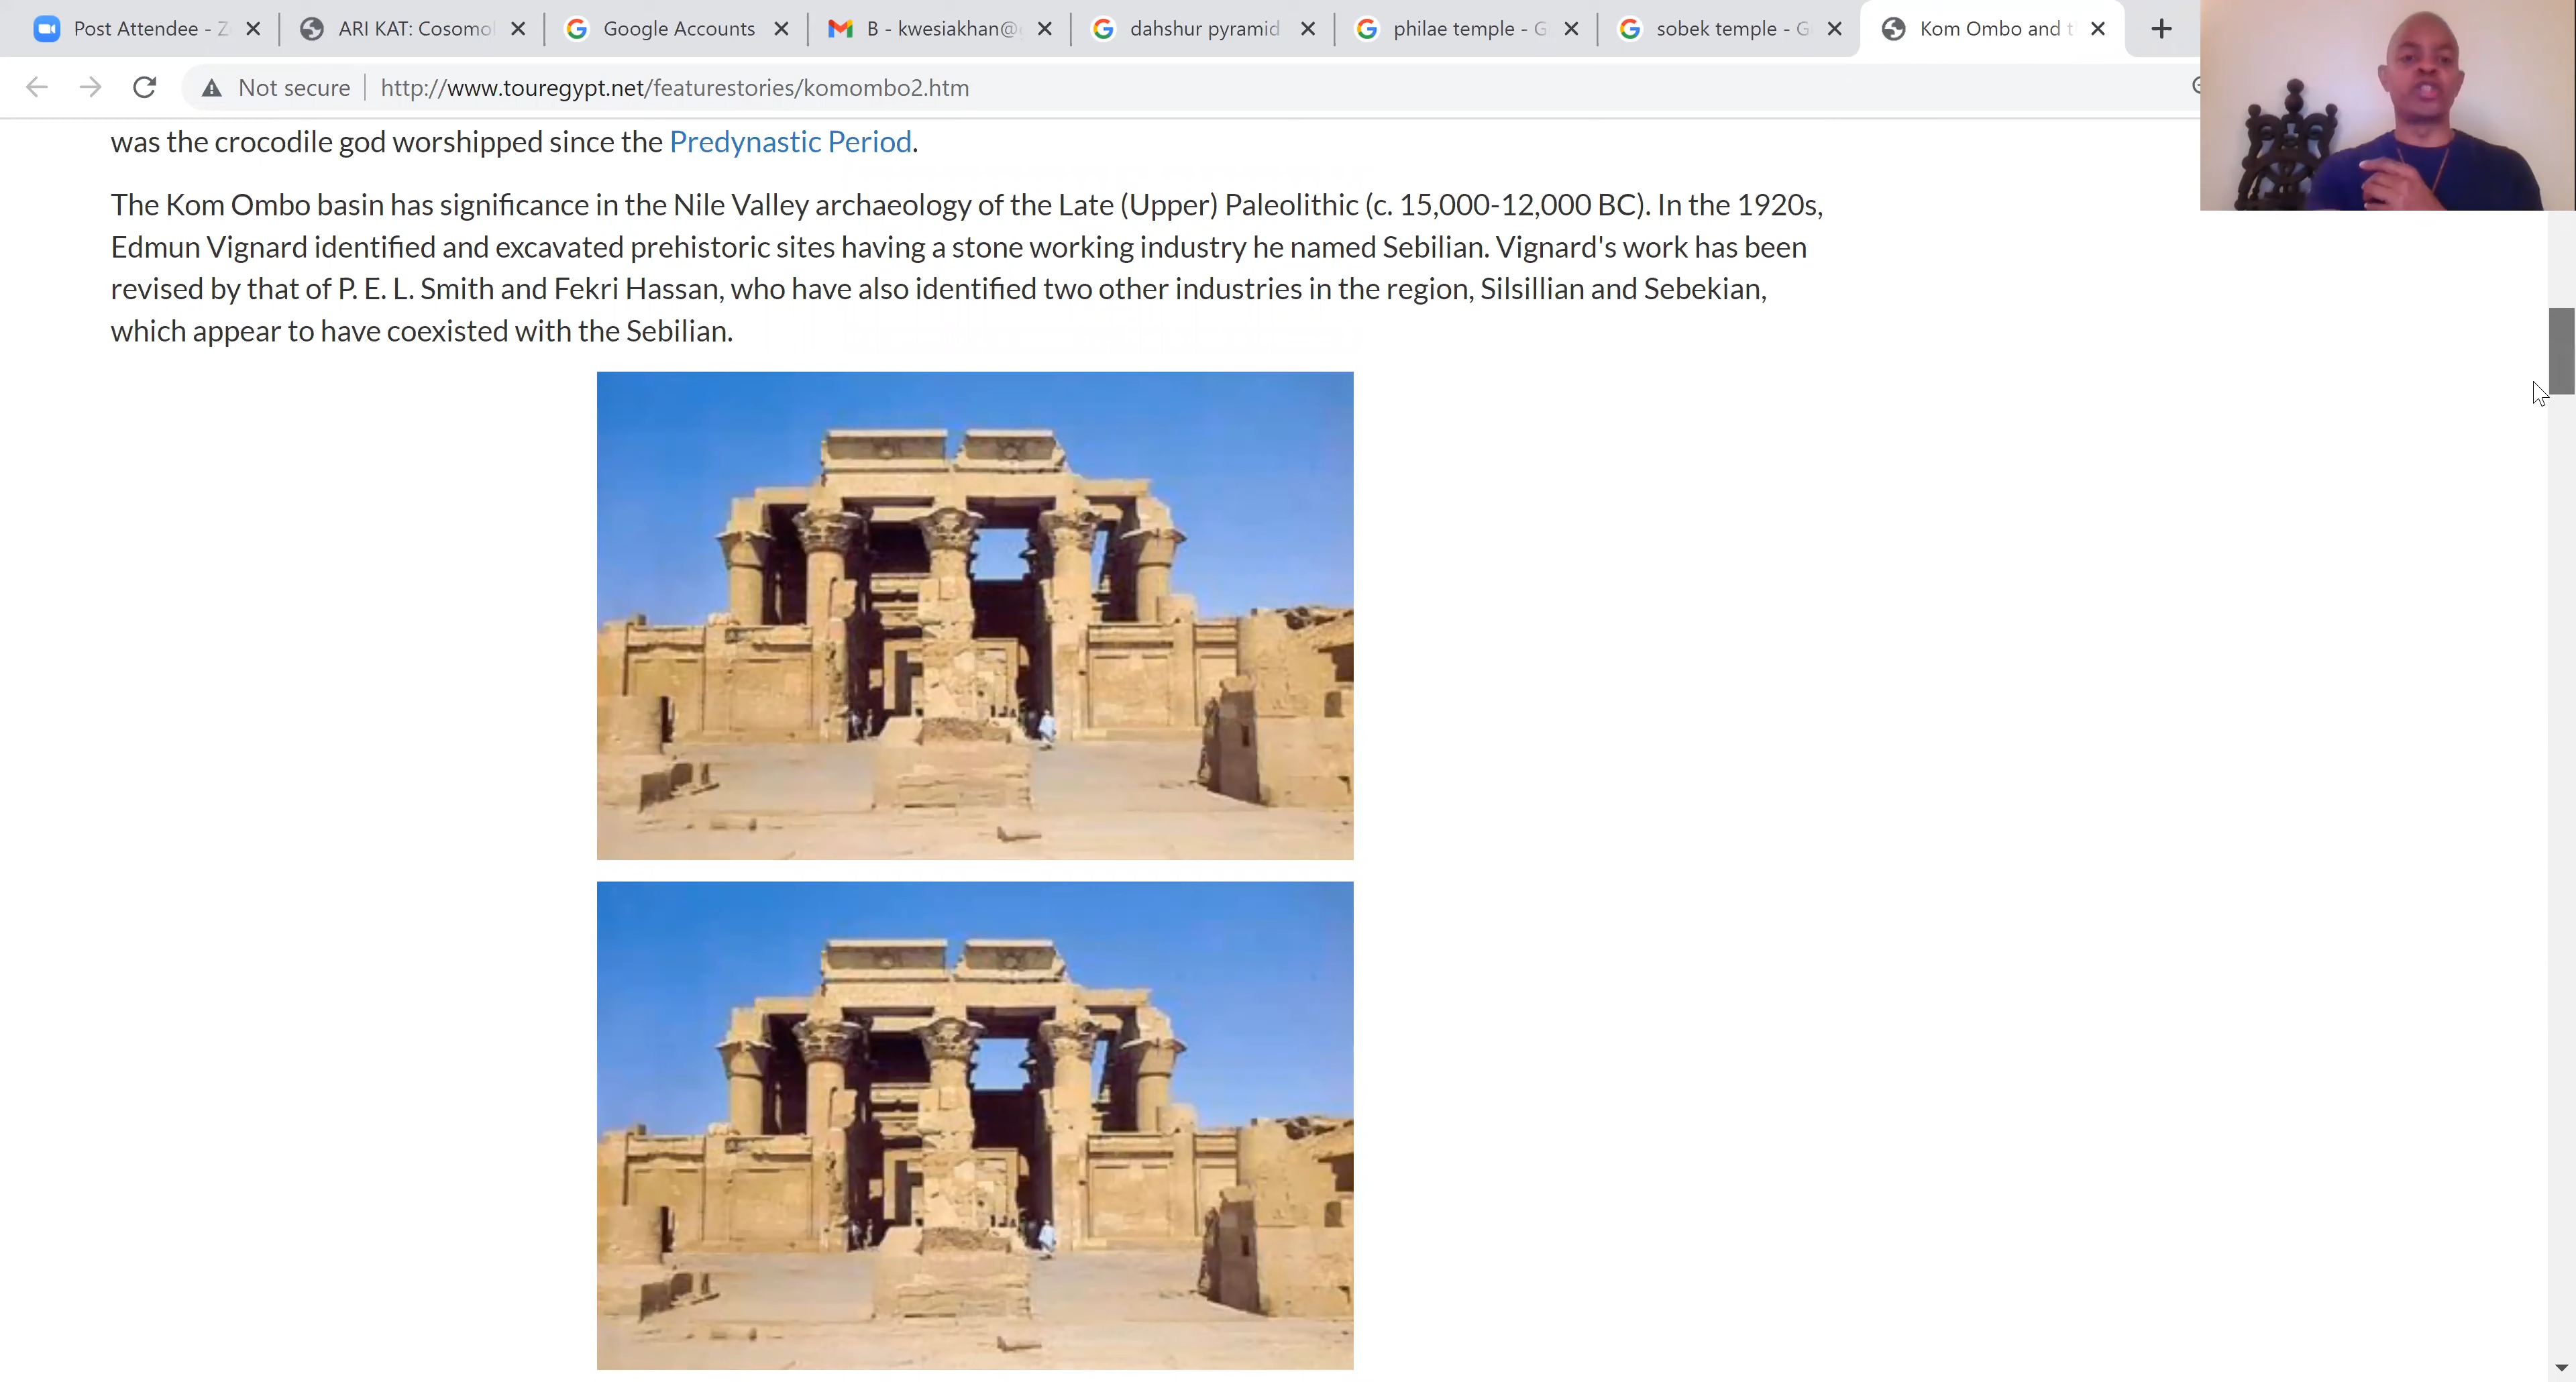 Post Attendee - Z
ARI KAT: Cosomo
Google Accounts
B - kwesiakhan@
dahshur pyramid
philae temple - G
sobek temple - G
Kom Ombo and t
Not secure
http://www.touregypt.net/featurestories/komombo2.htm
was the crocodile god worshipped since the Predynastic Period.
The Kom Ombo basin has significance in the Nile Valley archaeology of the Late (Upper) Paleolithic (c. 15,000-12,000 BC). In the 1920s,
Edmun Vignard identified and excavated prehistoric sites having a stone working industry he named Sebilian. Vignard's work has been
revised by that of P. E. L. Smith and Fekri Hassan, who have also identified two other industries in the region, Silsillian and Sebekian,
which appear to have coexisted with the Sebilian.